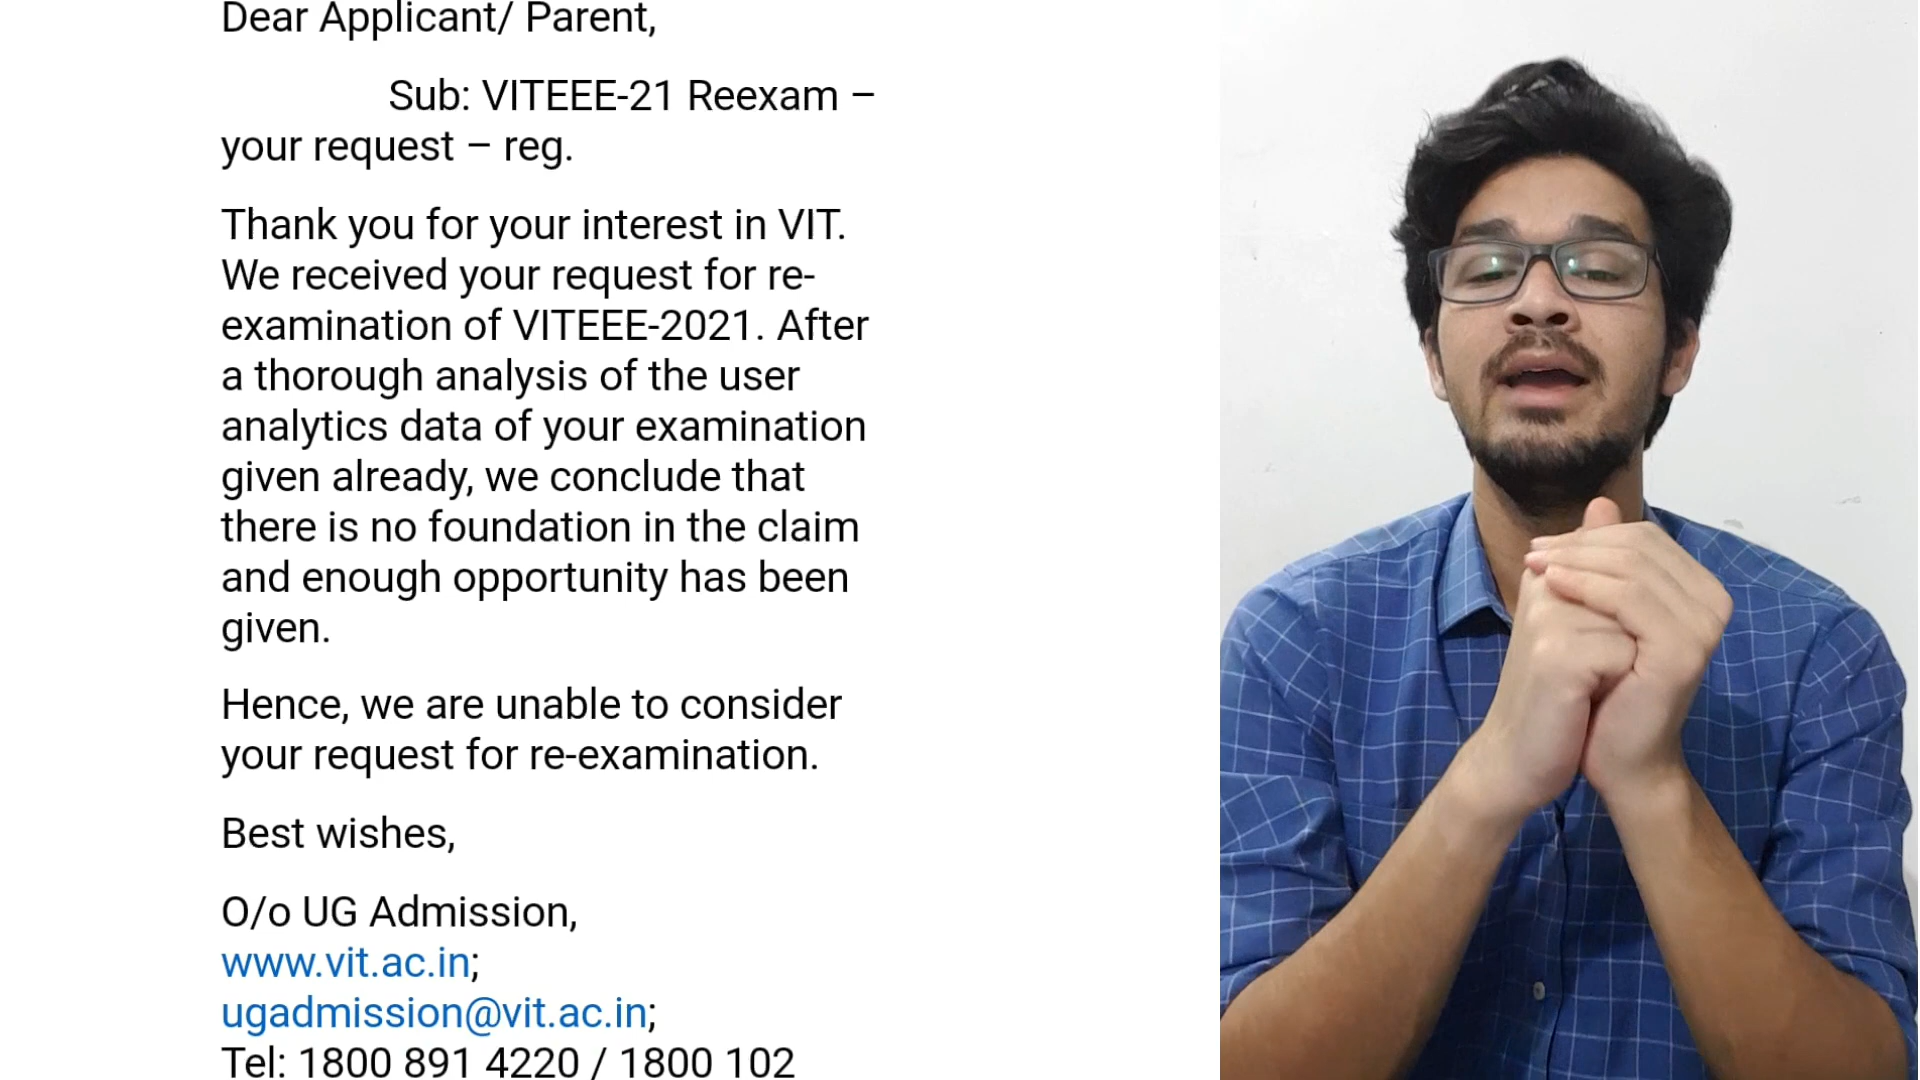 Dear Applicant/ Parent,
Sub: VITEEE-21 Reexam –
your request – reg.
Thank you for your interest in VIT.
We received your request for re-
examination of VITEEE-2021. After
a thorough analysis of the user
analytics data of your examination
given already, we conclude that
there is no foundation in the claim
and enough opportunity has been
given.
Hence, we are unable to consider
your request for re-examination.
Best wishes,
O/o UG Admission,
www.vit.ac.in;
ugadmission@vit.ac.in;
Tel: 1800 891 4220 / 1800 102